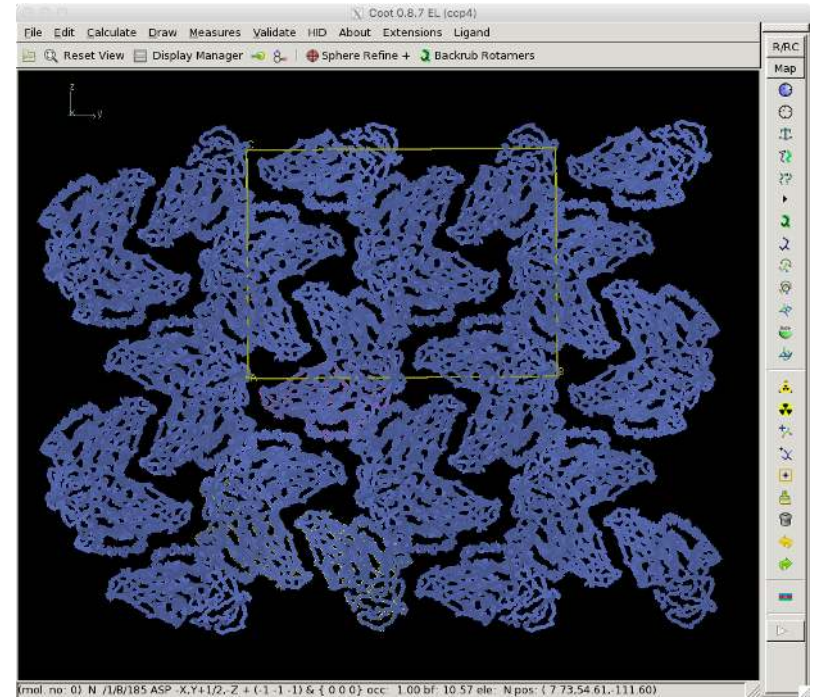 Coot 0.8.7 EL (ccp4)
File Edit Calculate Draw Measures Validate HID About Extensions Ligand
Reset View Display Manager Sphere Refine + Backrub Rotamers
R/RC
Map
z
y
C
A
B
(mol. no: 0) N /1/B/185 ASP -X,Y+1/2,-Z + (-1 -1 -1) & { 0 0 0} occ: 1.00 bf: 10.57 ele: N pos: ( 7.73,54.61,-111.60)